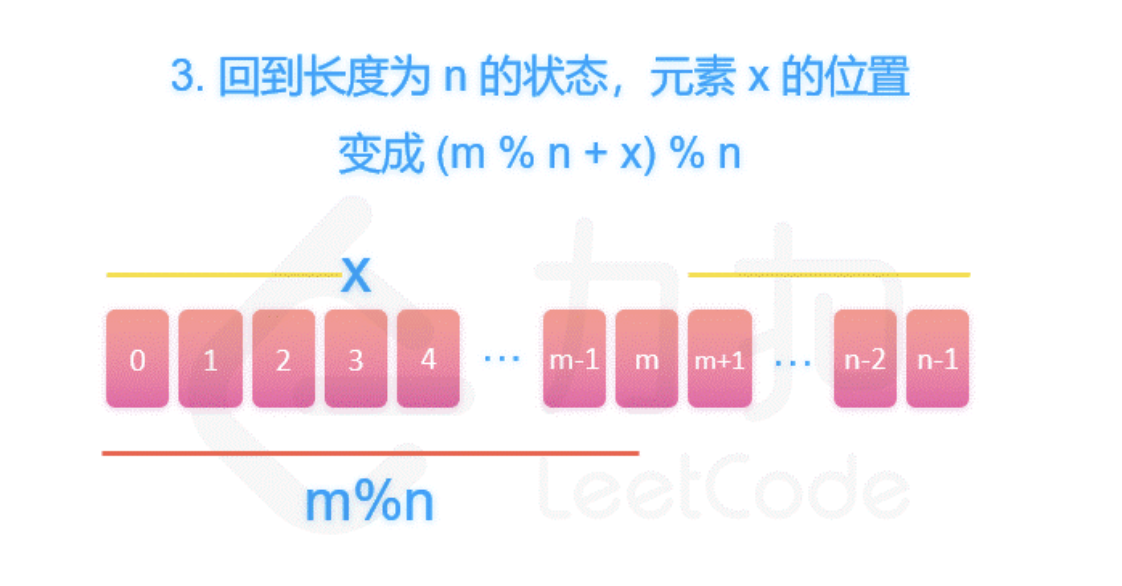 3. 回到长度为 n 的状态，元素 x 的位置
变成 (m % n + x) % n
x
0 1 2 3 4 ... m-1 m m+1 ... n-2 n-1
m%n
力扣
LeetCode